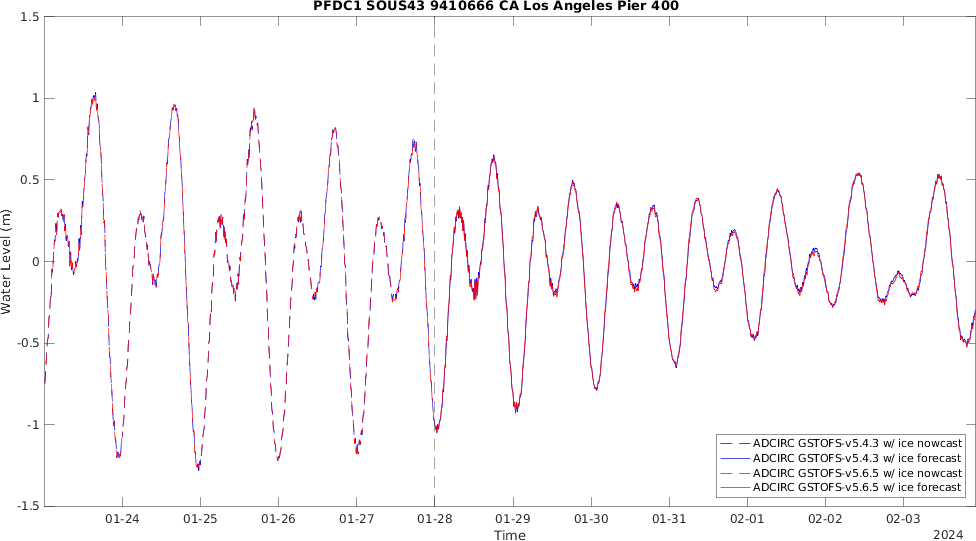 PFDC1 SOUS43 9410666 CA Los Angeles Pier 400
1.5
1
0.5
0
-0.5
-1
-1.5
Water Level (m)
ADCIRC GSTOFS-v5.4.3 w/ ice nowcast
ADCIRC GSTOFS-v5.4.3 w/ ice forecast
ADCIRC GSTOFS-v5.6.5 w/ ice nowcast
ADCIRC GSTOFS-v5.6.5 w/ ice forecast
01-24 01-25 01-26 01-27 01-28 01-29 01-30 01-31 02-01 02-02 02-03
Time
2024